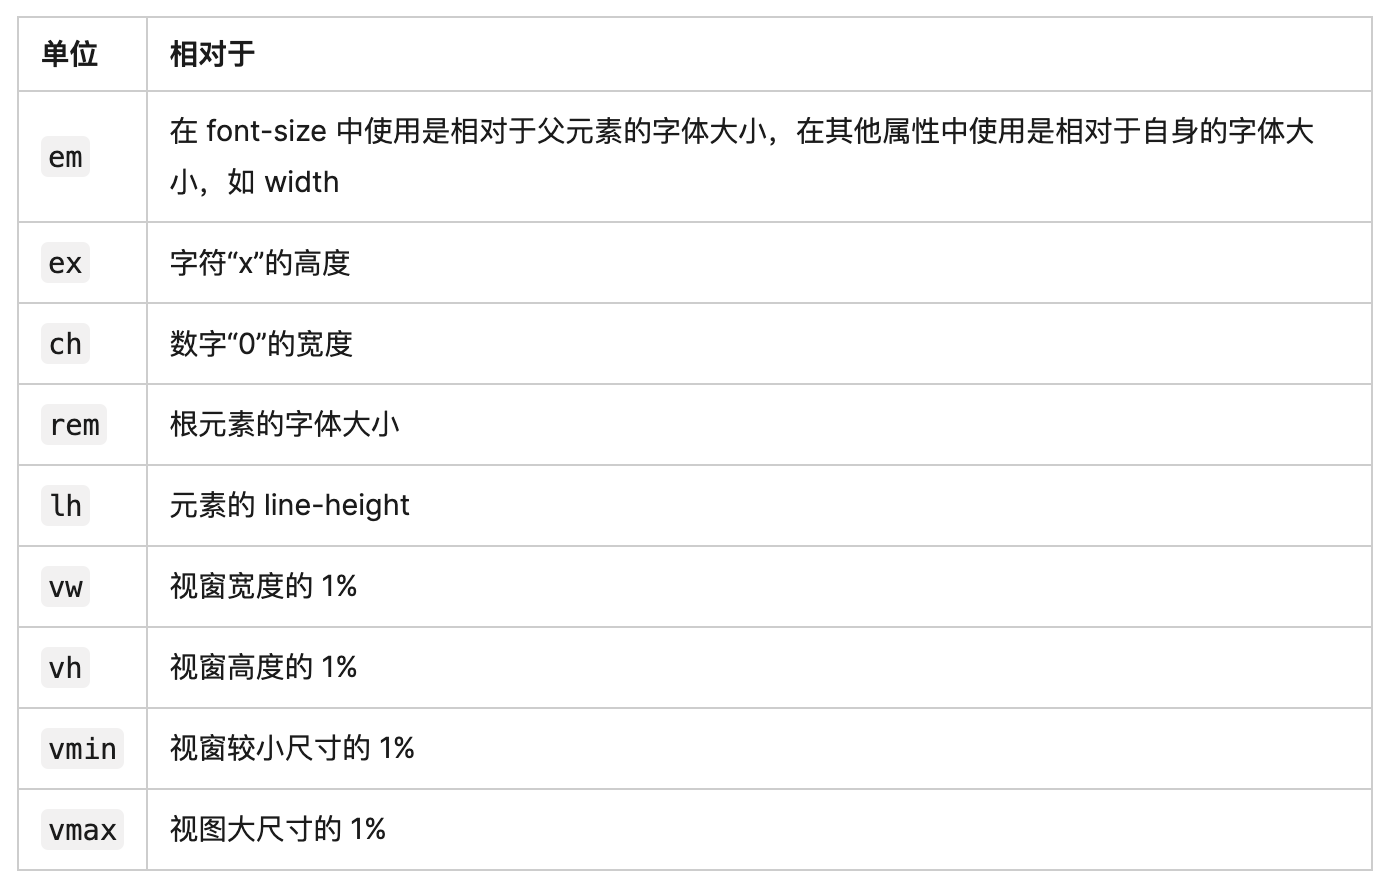 单位 相对于
em 在 font-size 中使用是相对于父元素的字体大小，在其他属性中使用是相对于自身的字体大
小，如 width
ex 字符“x”的高度
ch 数字“0”的宽度
rem 根元素的字体大小
lh 元素的 line-height
vw 视窗宽度的 1%
vh 视窗高度的 1%
vmin 视窗较小尺寸的 1%
vmax 视图大尺寸的 1%